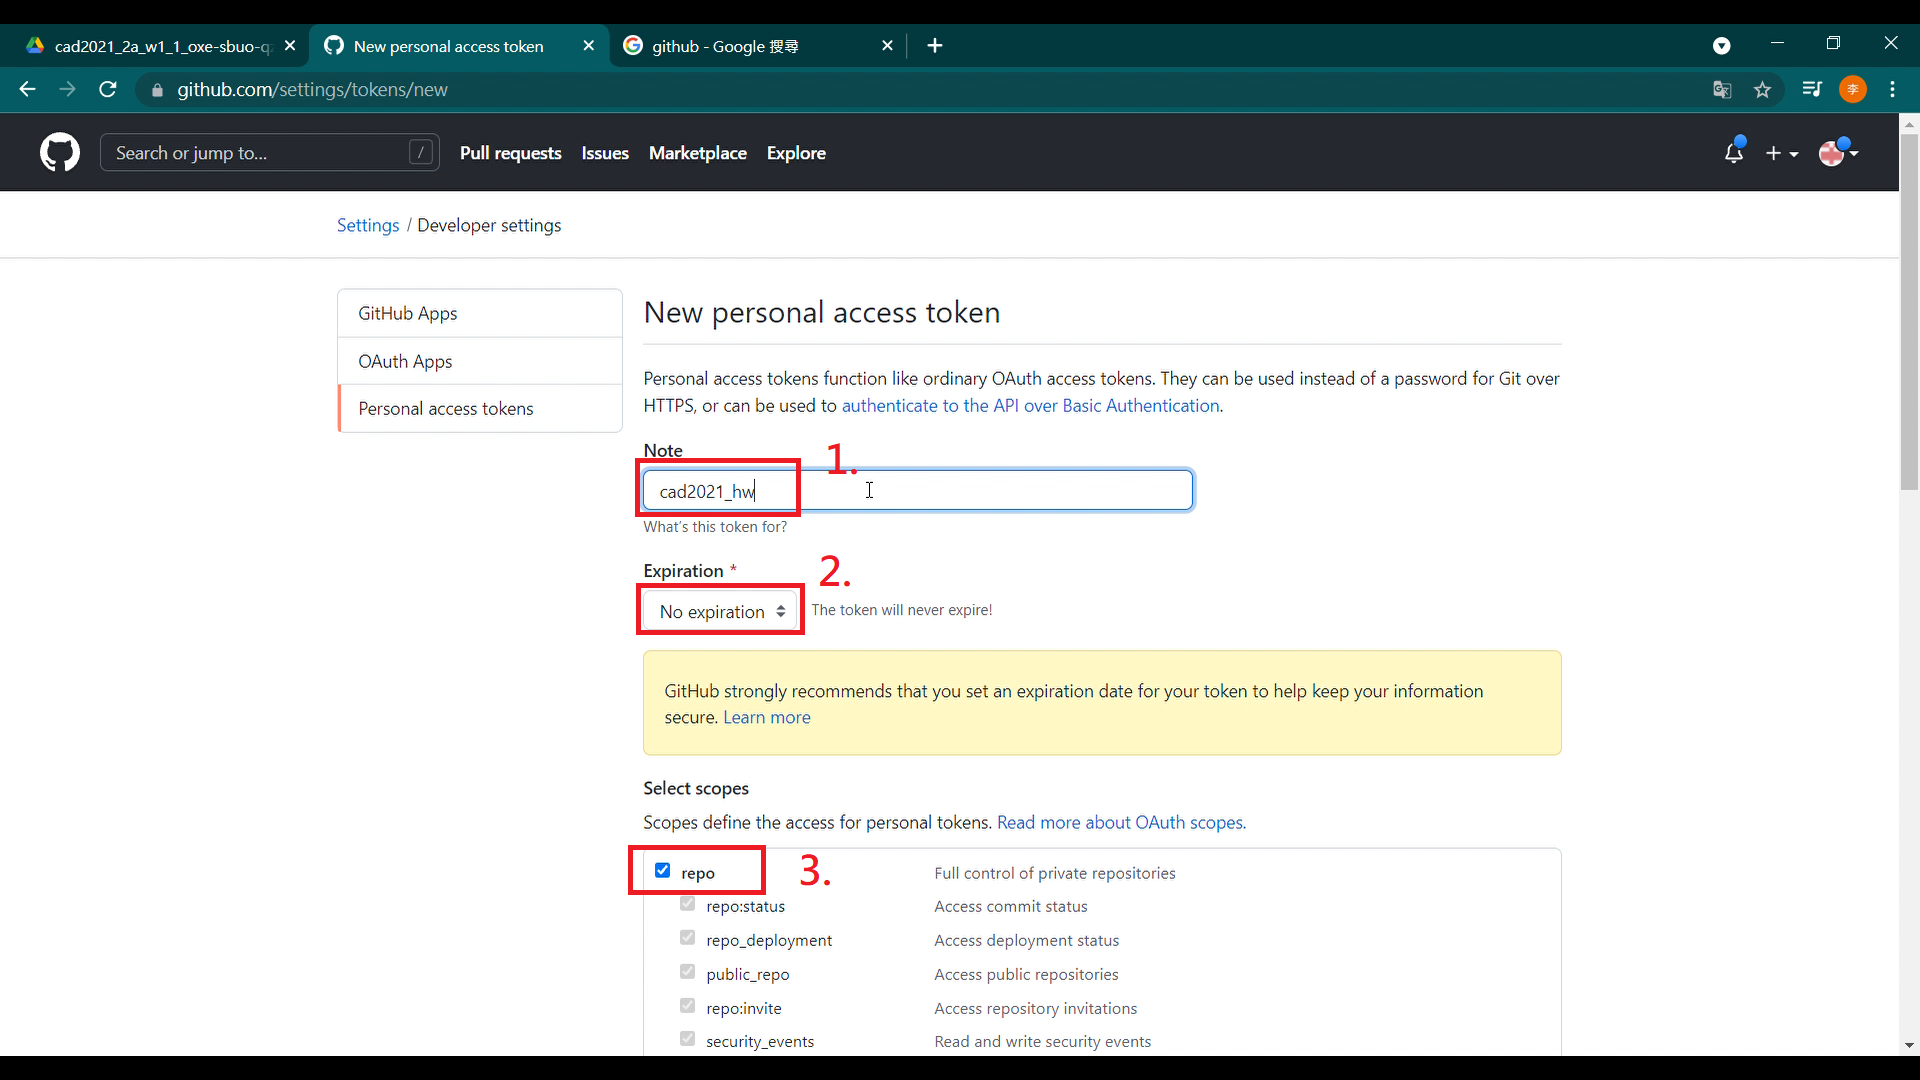 cad2021_2a_w1_1_oxe-sbuo-q
New personal access token
github - Google 搜尋
github.com/settings/tokens/new
李
Search or jump to...
/
Pull requests
Issues
Marketplace
Explore
Settings / Developer settings
GitHub Apps
OAuth Apps
Personal access tokens
New personal access token
Personal access tokens function like ordinary OAuth access tokens. They can be used instead of a password for Git over
HTTPS, or can be used to authenticate to the API over Basic Authentication.
Note
1.
cad2021_hw
What's this token for?
Expiration *
2.
No expiration
The token will never expire!
GitHub strongly recommends that you set an expiration date for your token to help keep your information
secure. Learn more
Select scopes
Scopes define the access for personal tokens. Read more about OAuth scopes.
repo
3.
Full control of private repositories
repo:status
Access commit status
repo_deployment
Access deployment status
public_repo
Access public repositories
repo:invite
Access repository invitations
security_events
Read and write security events